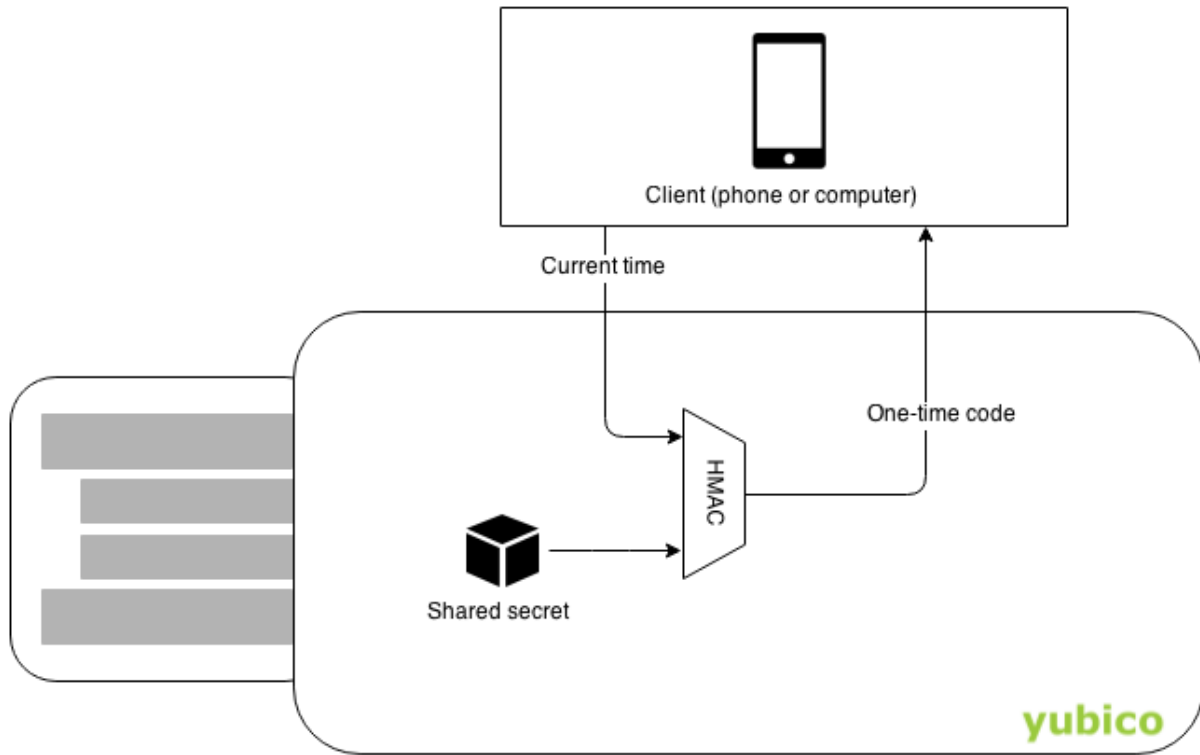 Client (phone or computer)
Current time
One-time code
HMAC
Shared secret
yubico